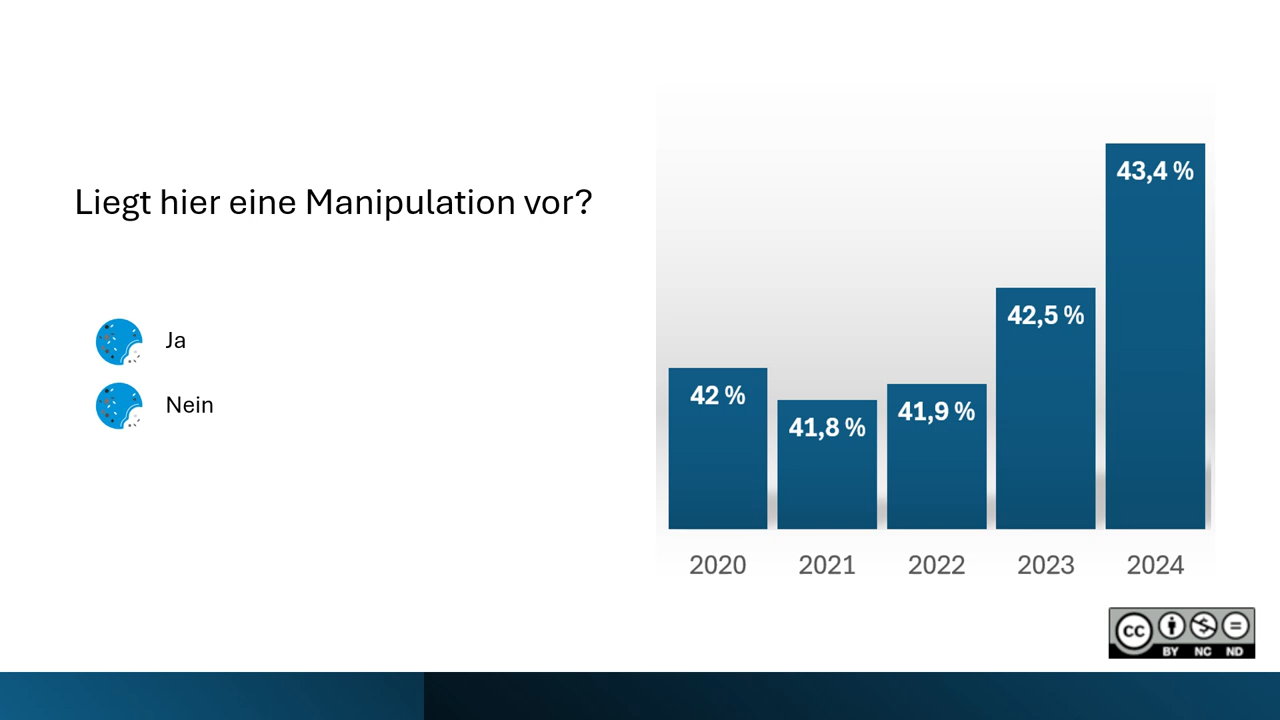 Liegt hier eine Manipulation vor?
Ja
Nein
43,4 %
42,5 %
42 %
41,9 %
41,8 %
2020 2021 2022 2023 2024
cc
BY NC ND